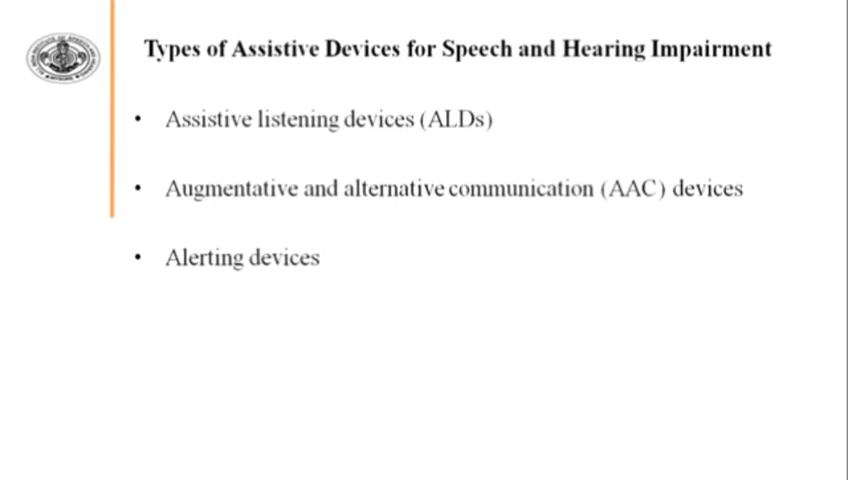 Types of Assistive Devices for Speech and Hearing Impairment
• Assistive listening devices (ALDs)
• Augmentative and alternative communication (AAC) devices
• Alerting devices